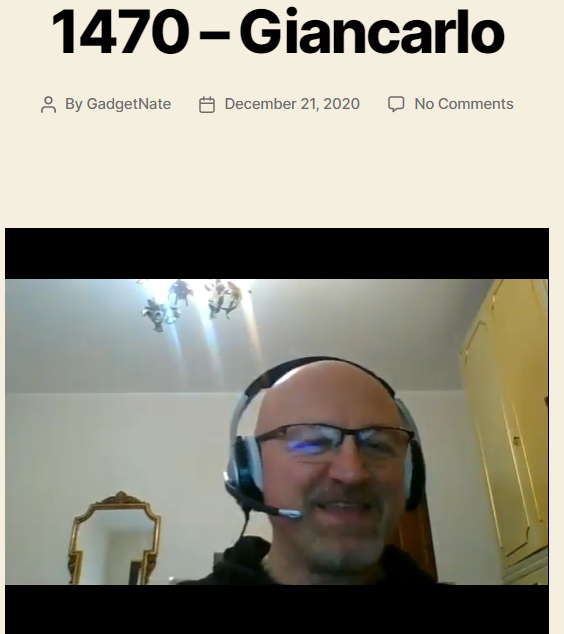 1470 – Giancarlo
By GadgetNate December 21, 2020 No Comments